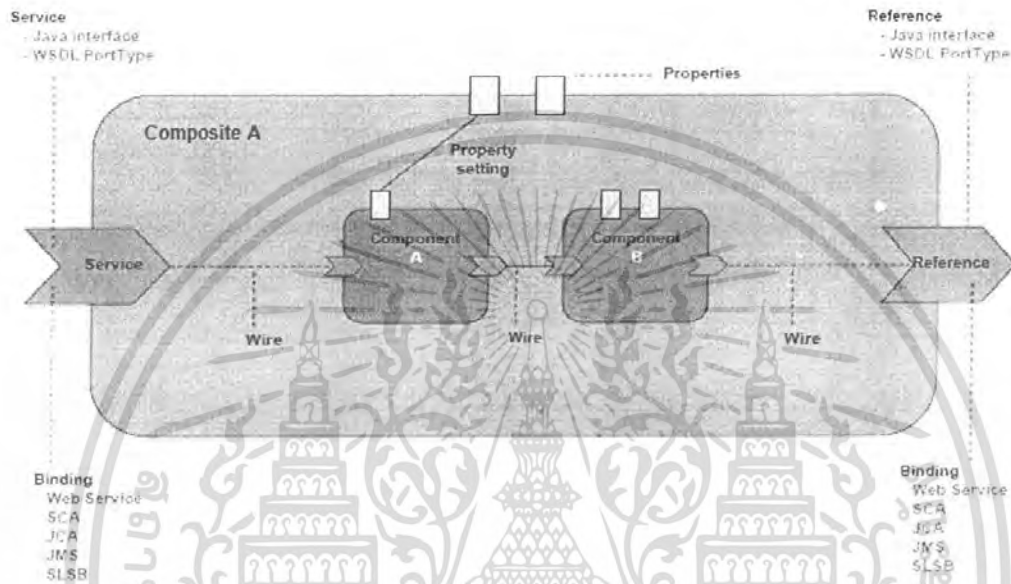 Service
- Java interface
- WSDL PortType
Reference
- Java interface
- WSDL PortType
Properties
Composite A
Property
setting
Component
A
Component
B
Service
Reference
Wire
Wire
Wire
Binding
Web Service
SCA
JCA
JMS
SLSB
Binding
Web Service
SCA
JCA
JMS
SLSB